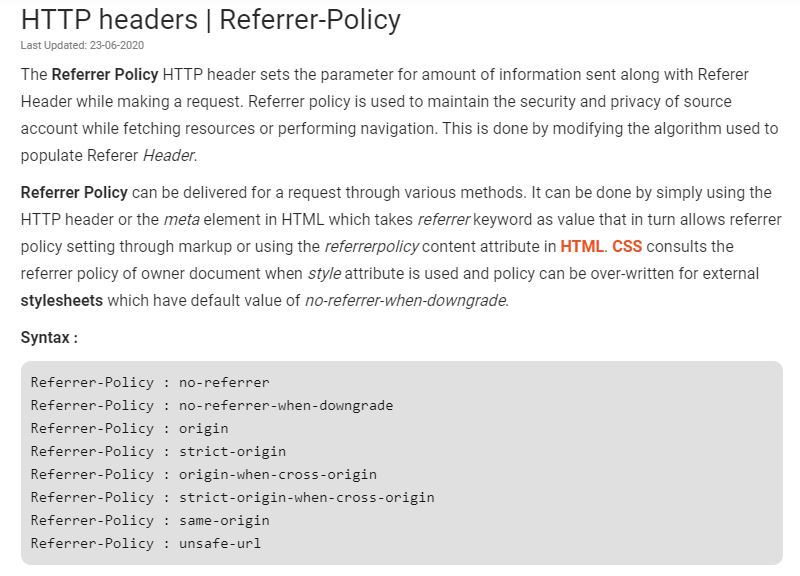 HTTP headers | Referrer-Policy
Last Updated: 23-06-2020
The Referrer Policy HTTP header sets the parameter for amount of information sent along with Referer
Header while making a request. Referrer policy is used to maintain the security and privacy of source
account while fetching resources or performing navigation. This is done by modifying the algorithm used to
populate Referer Header.
Referrer Policy can be delivered for a request through various methods. It can be done by simply using the
HTTP header or the meta element in HTML which takes referrer keyword as value that in turn allows referrer
policy setting through markup or using the referrerpolicy content attribute in HTML. CSS consults the
referrer policy of owner document when style attribute is used and policy can be over-written for external
stylesheets which have default value of no-referrer-when-downgrade.
Syntax :
Referrer-Policy : no-referrer
Referrer-Policy : no-referrer-when-downgrade
Referrer-Policy : origin
Referrer-Policy : strict-origin
Referrer-Policy : origin-when-cross-origin
Referrer-Policy : strict-origin-when-cross-origin
Referrer-Policy : same-origin
Referrer-Policy : unsafe-url